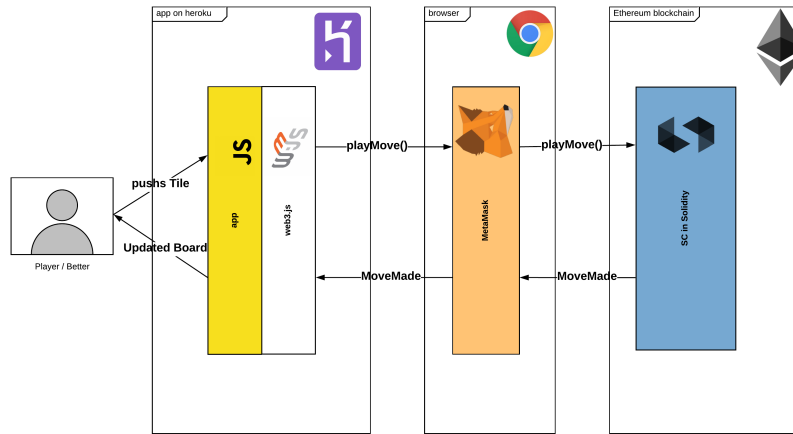 app on heroku
browser
Ethereum blockchain
JS
playMove()
playMove()
pushs Tile
app
web3.js
MetaMask
SC in Solidity
Updated Board
Player / Better
MoveMade
MoveMade